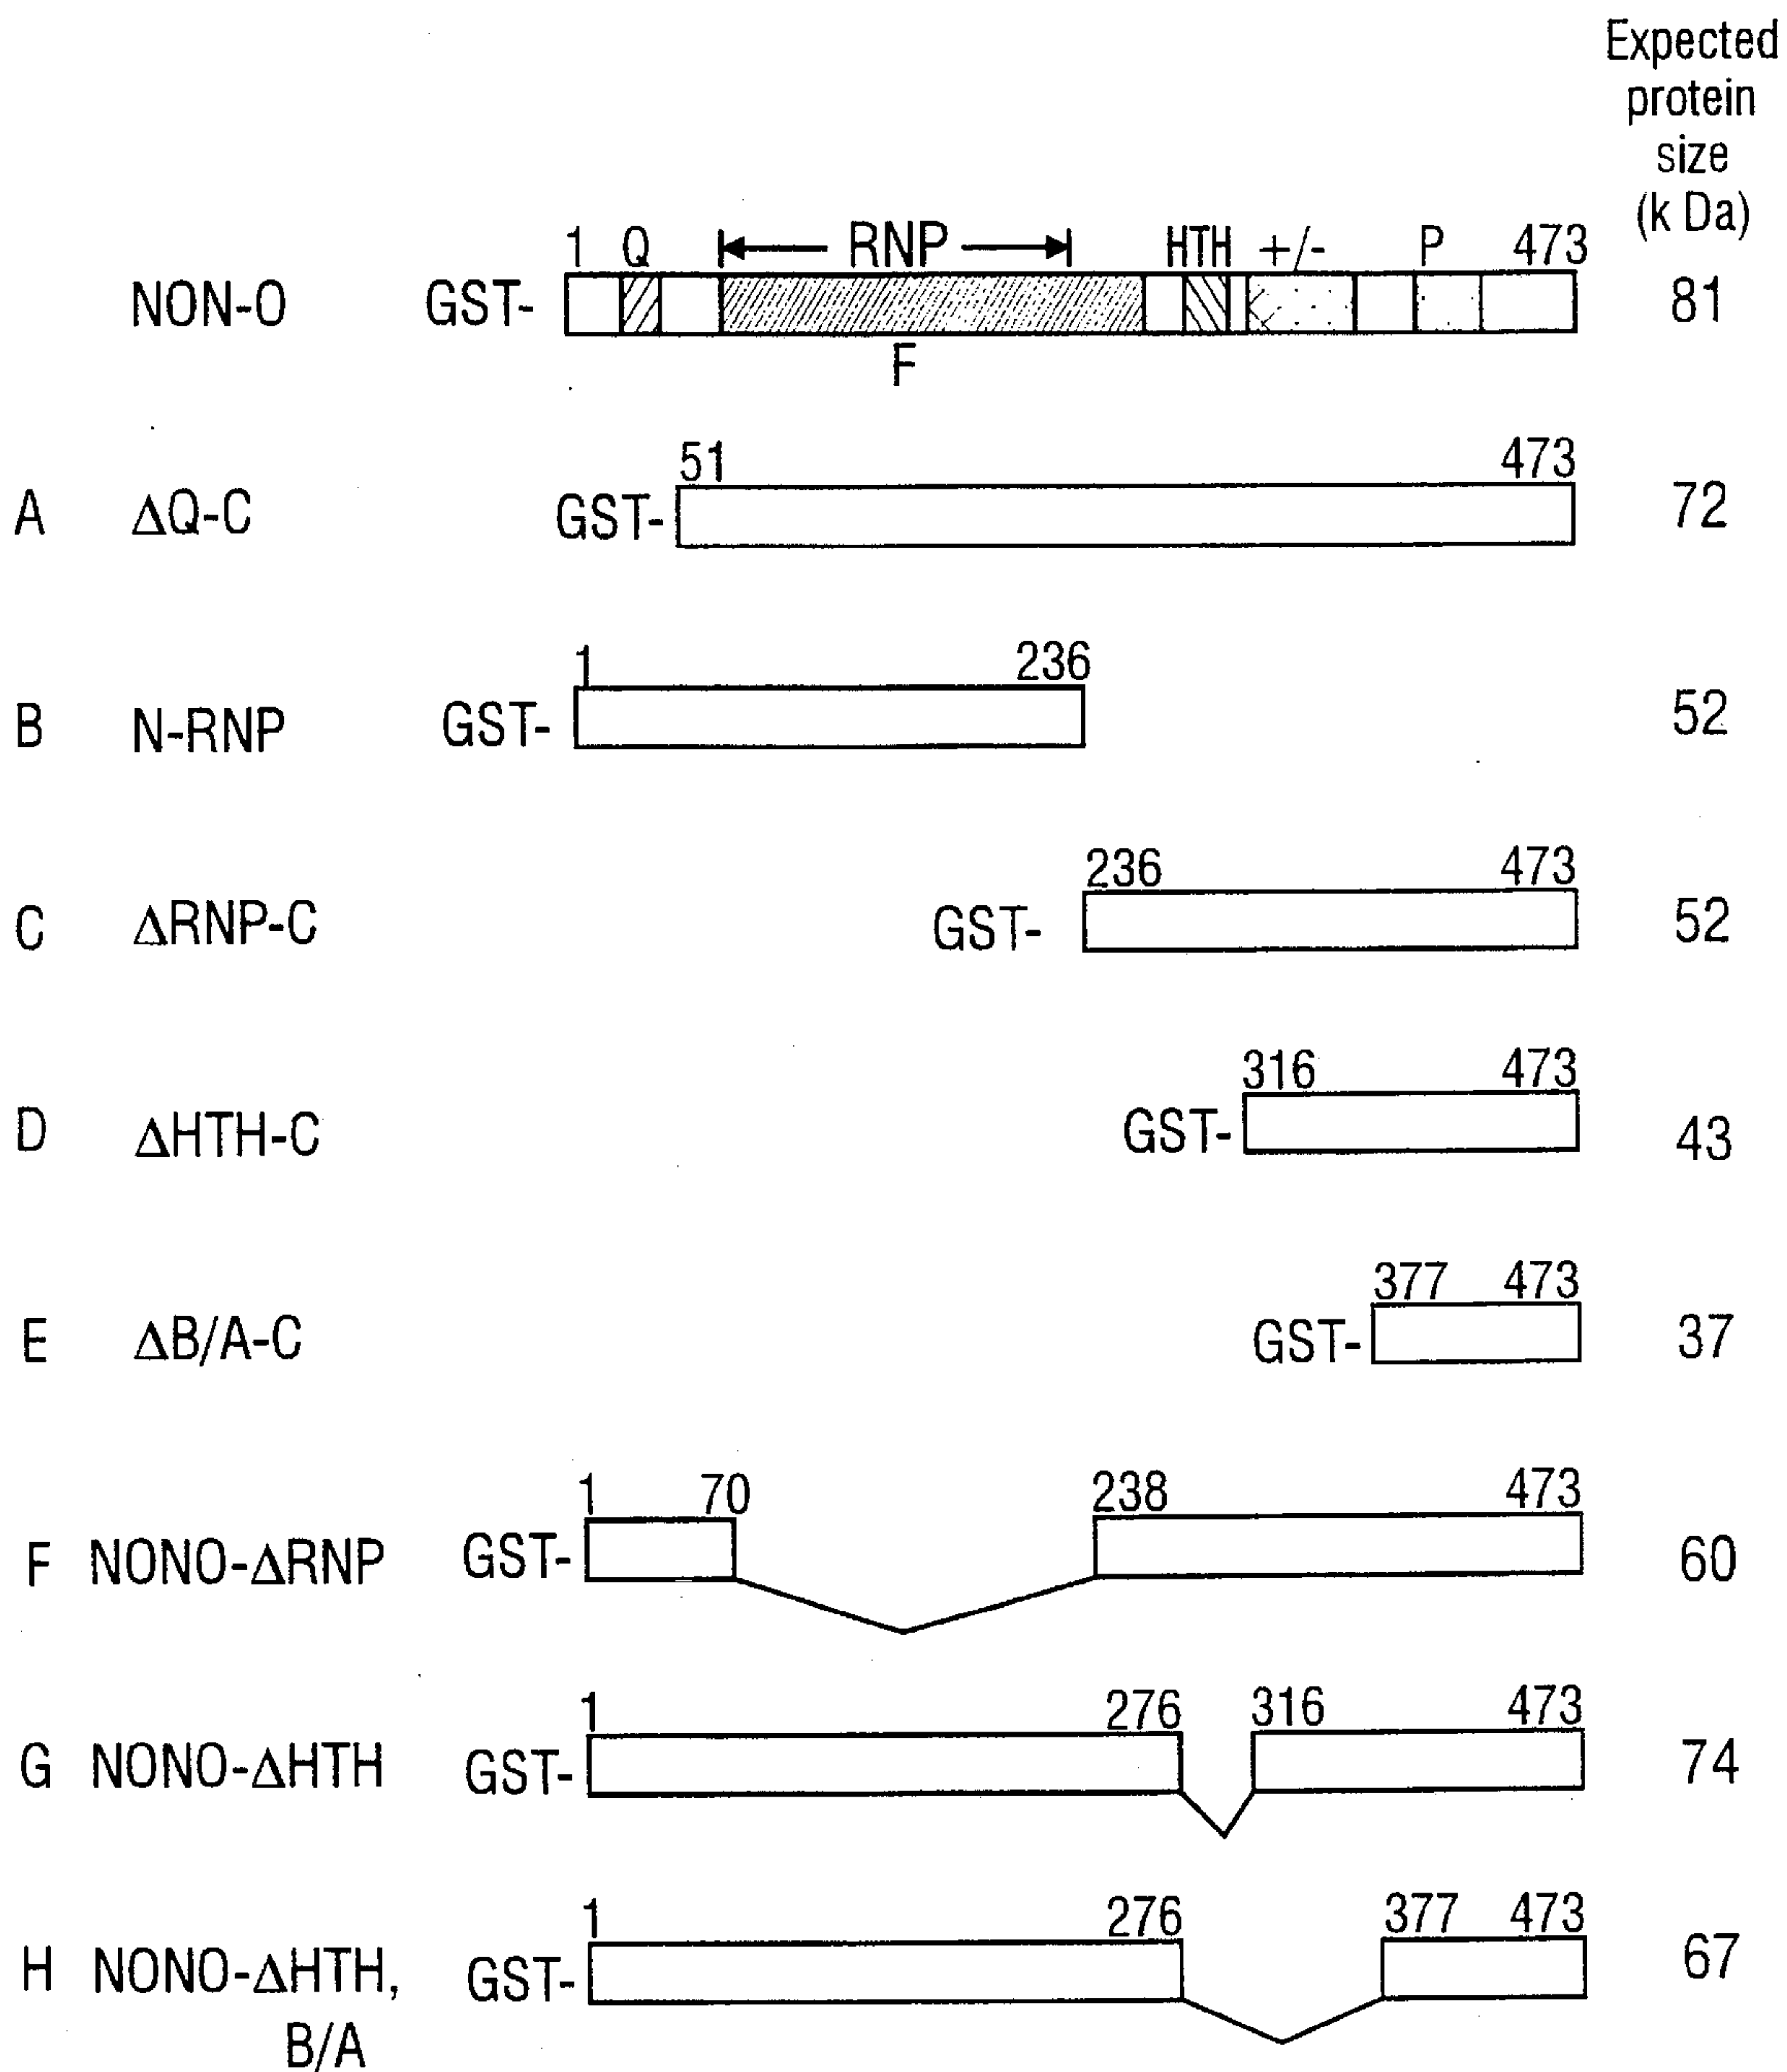 Expected
protein
size
(k Da)
1 Q RNP HTH +/- P 473
NON-O GST- 81
F
51 473
A ΔQ-C GST- 72
1 236
B N-RNP GST- 52
236 473
C ΔRNP-C GST- 52
316 473
D ΔHTH-C GST- 43
377 473
E ΔB/A-C GST- 37
1 70 238 473
F NONO-ΔRNP GST- 60
1 276 316 473
G NONO-ΔHTH GST- 74
1 276 377 473
H NONO-ΔHTH, GST- 67
B/A